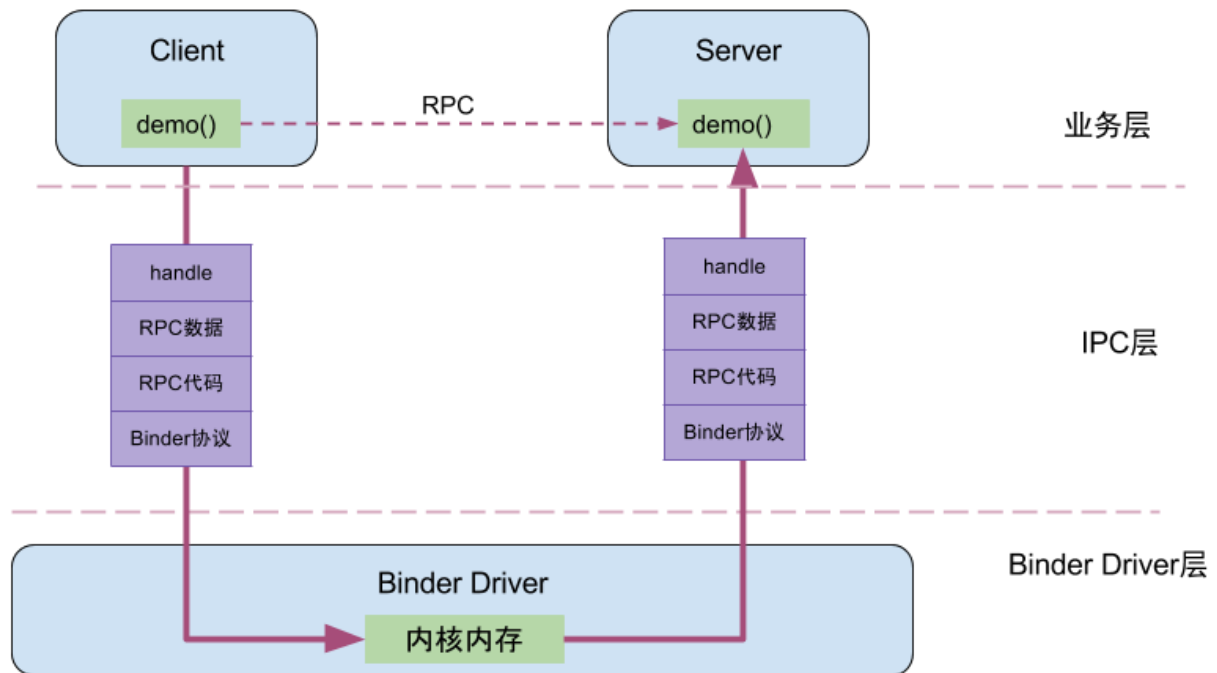 Client
Server
RPC
demo()
demo()
业务层
handle
RPC数据
RPC代码
Binder协议
handle
RPC数据
RPC代码
Binder协议
IPC层
Binder Driver层
Binder Driver
内核内存